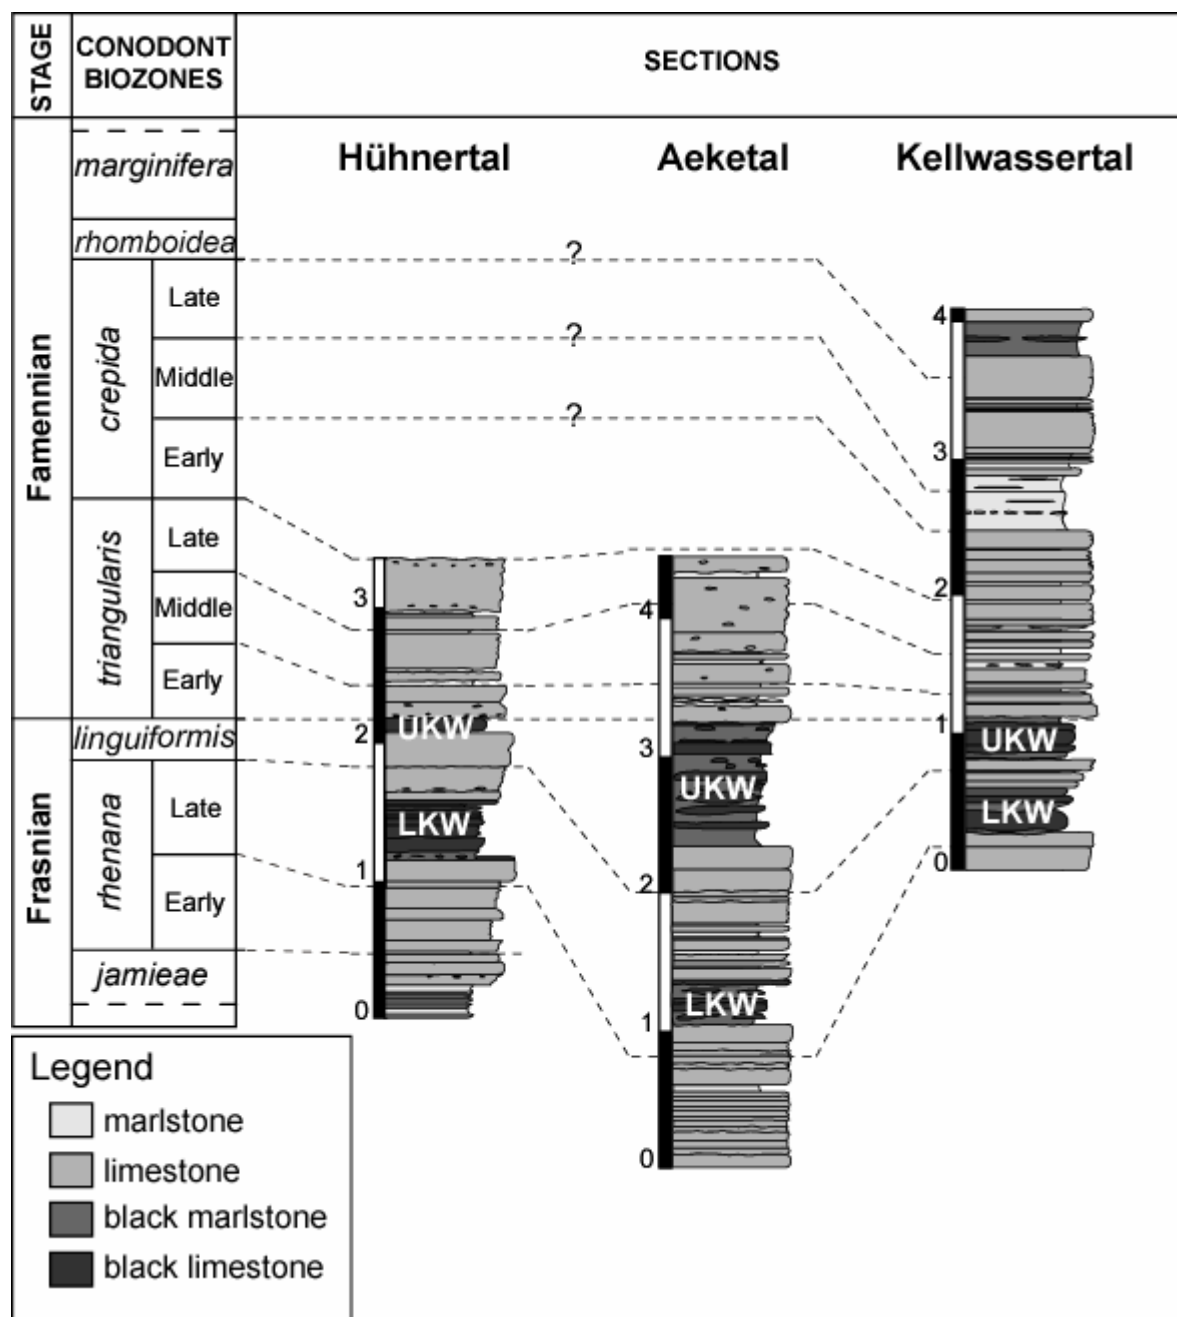 STAGE
CONODONT
BIOZONES
SECTIONS
Famennian
marginifera
rhomboidea
crepida
Late
Middle
Early
triangularis
Late
Middle
Early
Frasnian
linguiformis
rhenana
Late
Early
jamieae
Hühnertal
Aeketal
Kellwassertal
?
?
?
3
2
1
0
UKW
LKW
4
3
2
1
0
UKW
LKW
4
3
2
1
0
UKW
LKW
Legend
marlstone
limestone
black marlstone
black limestone